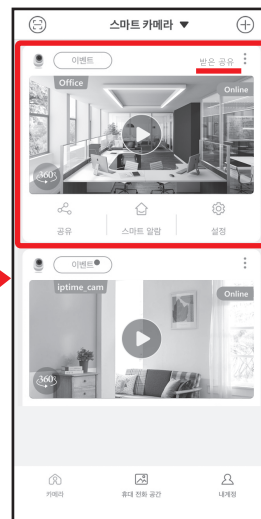 스마트 카메라 ▼
이벤트 받은 공유
Office
Online
360°
공유 스마트 알람 설정
이벤트
iptime_cam
Online
360°
카메라 휴대 전화 공간 내계정